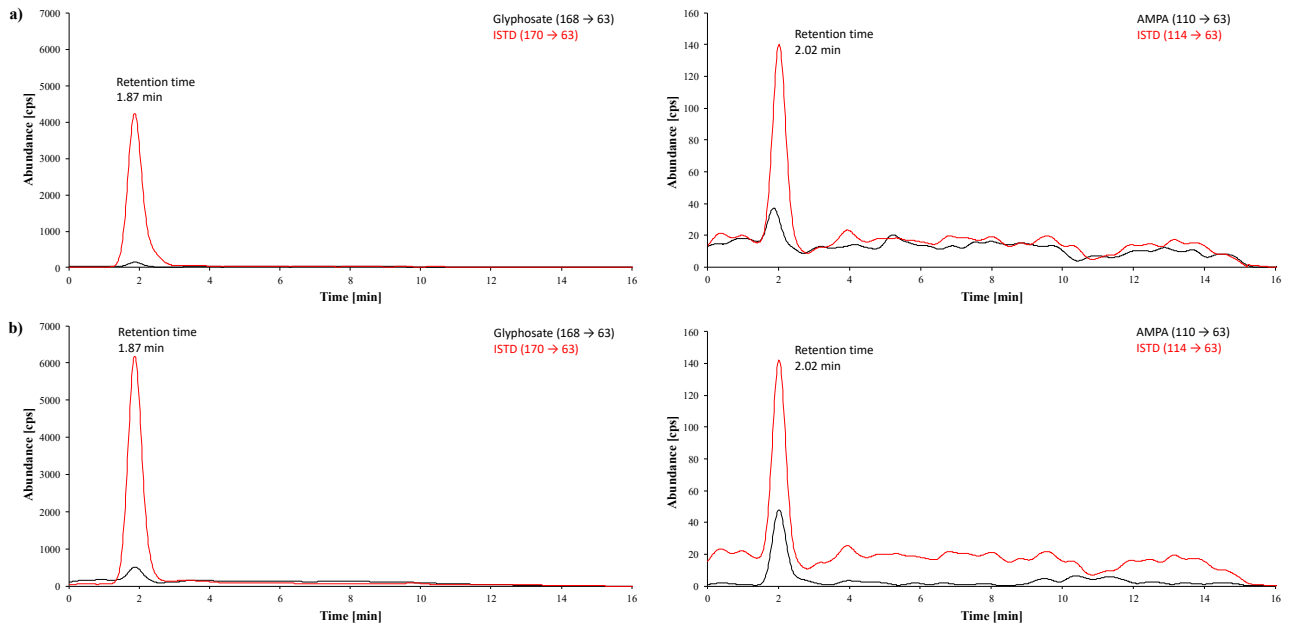 a)
Glyphosate (168 → 63)
ISTD (170 → 63)
Retention time
1.87 min
Abundance [cps]
7000
6000
5000
4000
3000
2000
1000
0
0 2 4 6 8 10 12 14 16
Time [min]
AMPA (110 → 63)
ISTD (114 → 63)
Retention time
2.02 min
Abundance [cps]
160
140
120
100
80
60
40
20
0
0 2 4 6 8 10 12 14 16
Time [min]
b)
Glyphosate (168 → 63)
ISTD (170 → 63)
Retention time
1.87 min
Abundance [cps]
7000
6000
5000
4000
3000
2000
1000
0
0 2 4 6 8 10 12 14 16
Time [min]
AMPA (110 → 63)
ISTD (114 → 63)
Retention time
2.02 min
Abundance [cps]
160
140
120
100
80
60
40
20
0
0 2 4 6 8 10 12 14 16
Time [min]